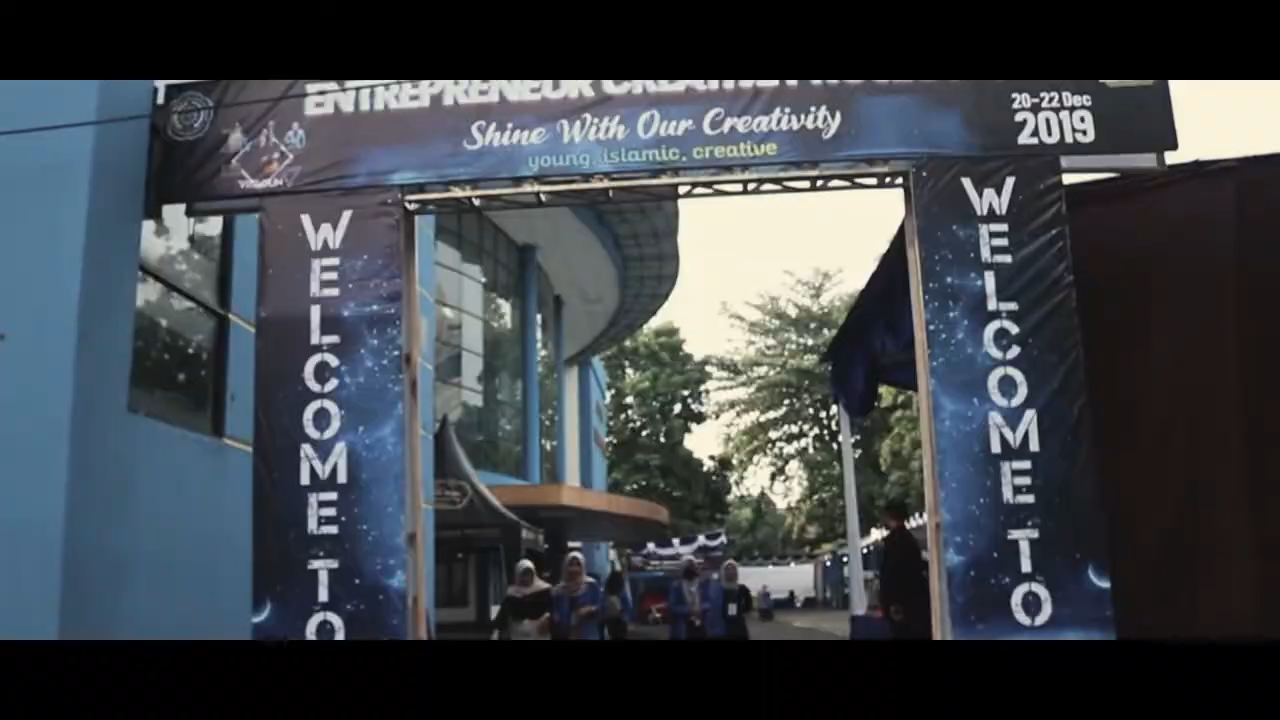 ENTREPRENEUR
Shine With Our Creativity
young, islamic, creative
20-22 Dec
2019
WELCOME TO
WELCOME TO